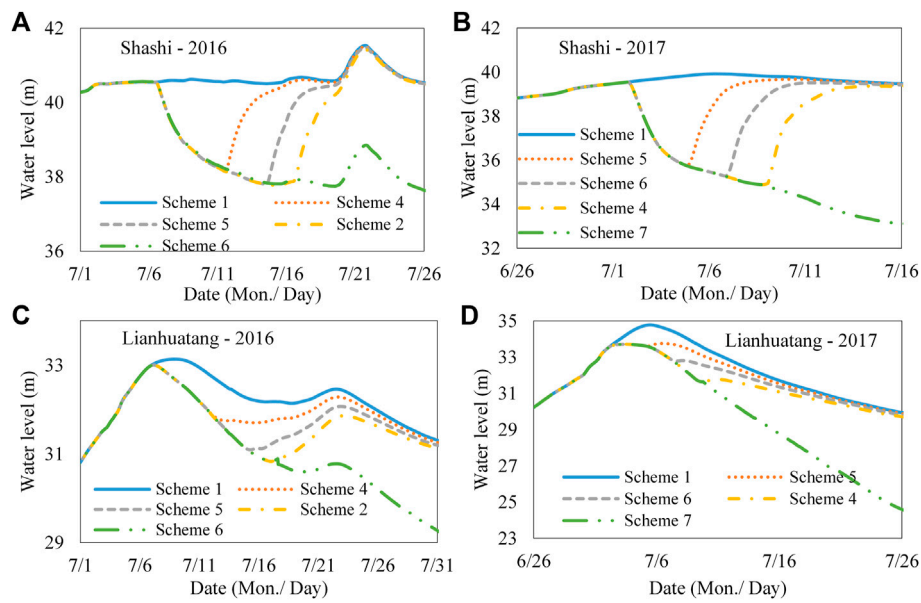 A
Shashi - 2016
42
40
38
36
Water level (m)
Scheme 1
Scheme 4
Scheme 5
Scheme 2
Scheme 6
7/1 7/6 7/11 7/16 7/21 7/26
Date (Mon./ Day)
B
Shashi - 2017
42
40
38
36
34
32
Water level (m)
Scheme 1
Scheme 5
Scheme 6
Scheme 4
Scheme 7
6/26 7/1 7/6 7/11 7/16
Date (Mon./ Day)
C
Lianhuatang - 2016
33
31
29
Water level (m)
Scheme 1
Scheme 4
Scheme 5
Scheme 2
Scheme 6
7/1 7/6 7/11 7/16 7/21 7/26 7/31
Date (Mon./ Day)
D
Lianhuatang - 2017
35
33
31
29
27
25
23
Water level (m)
Scheme 1
Scheme 5
Scheme 6
Scheme 4
Scheme 7
6/26 7/6 7/16 7/26
Date (Mon./ Day)